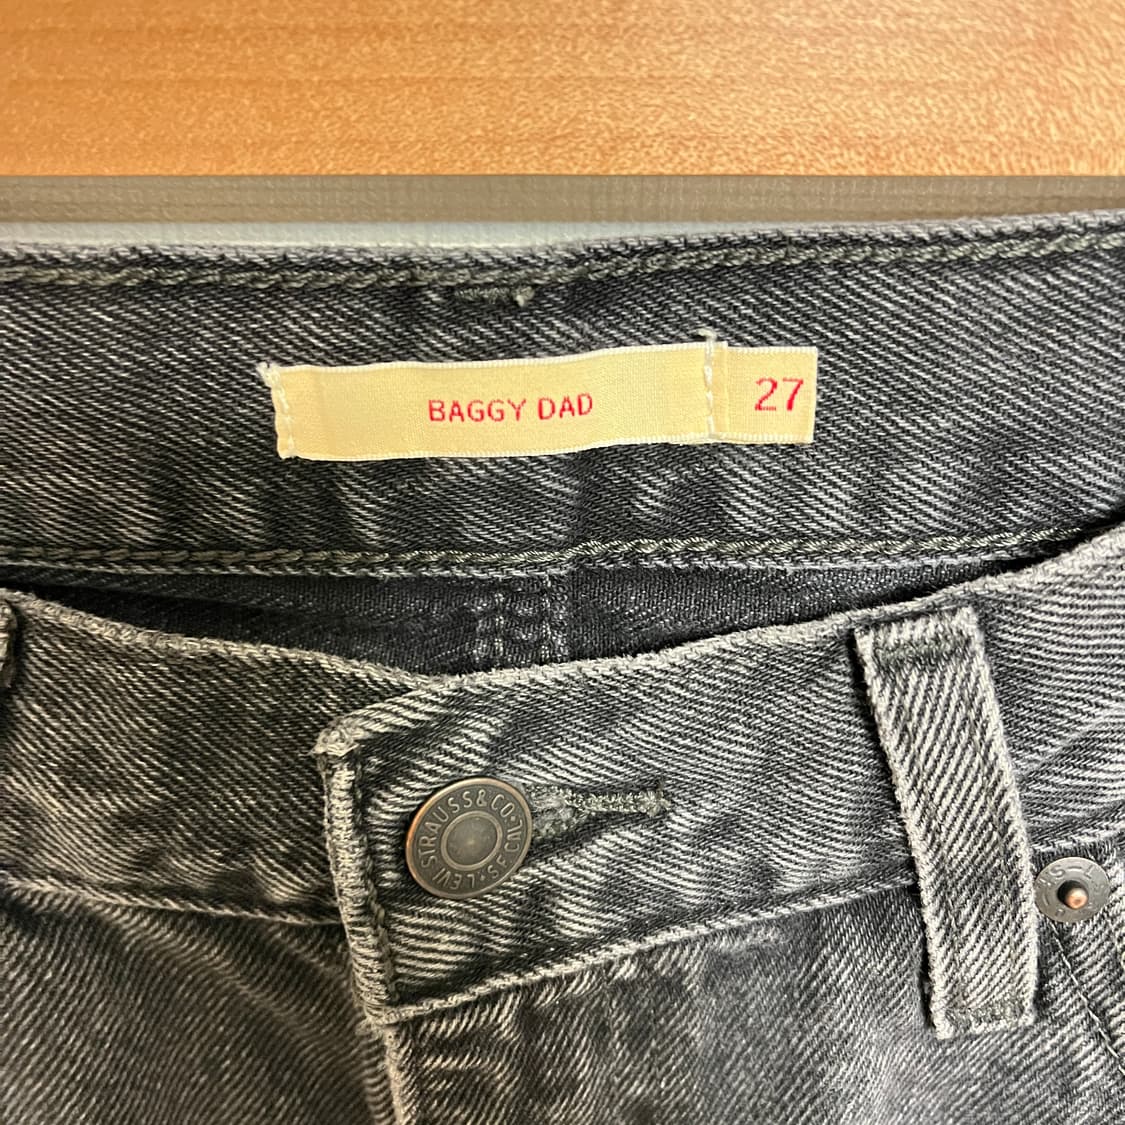 BAGGY DAD
27
LEVI STRAUSS & CO. S.F. CAL.